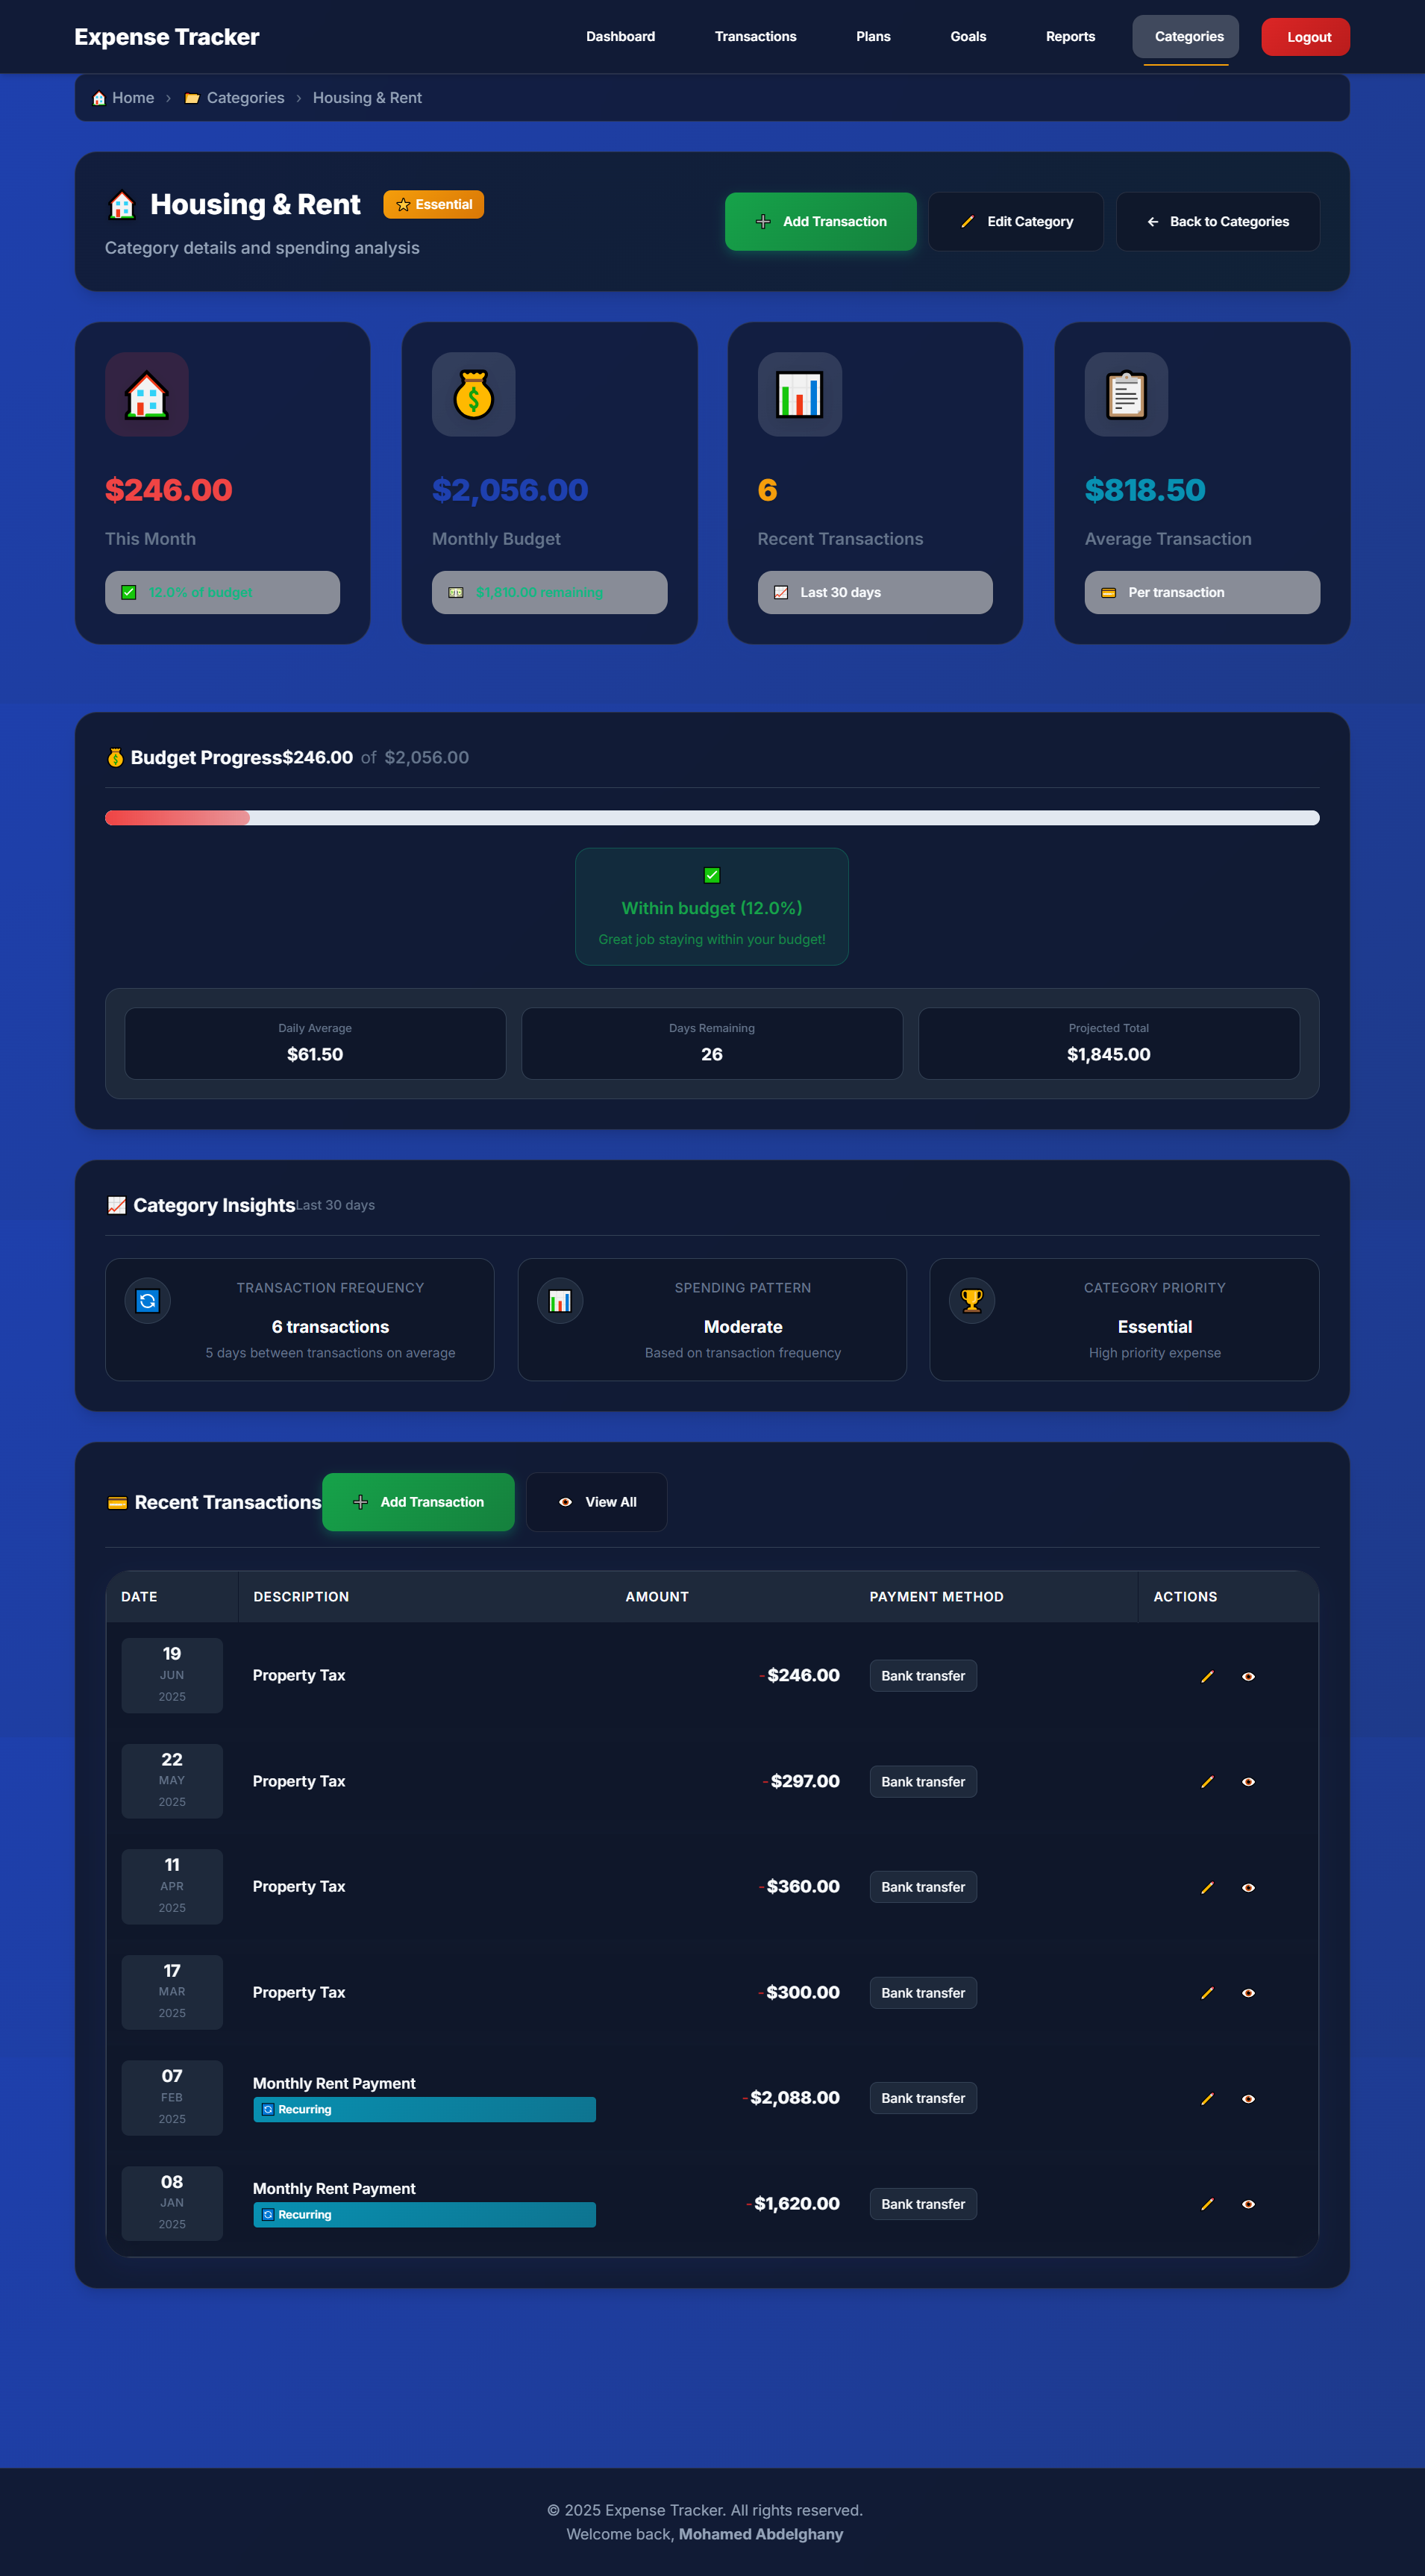 Expense Tracker
Dashboard
Transactions
Plans
Goals
Reports
Categories
Logout
Home › Categories › Housing & Rent
Housing & Rent
Essential
Category details and spending analysis
Add Transaction
Edit Category
← Back to Categories
$246.00
This Month
12.0% of budget
$2,056.00
Monthly Budget
$1,810.00 remaining
6
Recent Transactions
Last 30 days
$818.50
Average Transaction
Per transaction
Budget Progress$246.00 of $2,056.00
Within budget (12.0%)
Great job staying within your budget!
Daily Average
$61.50
Days Remaining
26
Projected Total
$1,845.00
Category InsightsLast 30 days
TRANSACTION FREQUENCY
6 transactions
5 days between transactions on average
SPENDING PATTERN
Moderate
Based on transaction frequency
CATEGORY PRIORITY
Essential
High priority expense
Recent Transactions
Add Transaction
View All
DATE DESCRIPTION AMOUNT PAYMENT METHOD ACTIONS
19
JUN
2025
Property Tax
-$246.00
Bank transfer
22
MAY
2025
Property Tax
-$297.00
Bank transfer
11
APR
2025
Property Tax
-$360.00
Bank transfer
17
MAR
2025
Property Tax
-$300.00
Bank transfer
07
FEB
2025
Monthly Rent Payment
Recurring
-$2,088.00
Bank transfer
08
JAN
2025
Monthly Rent Payment
Recurring
-$1,620.00
Bank transfer
© 2025 Expense Tracker. All rights reserved.
Welcome back, Mohamed Abdelghany